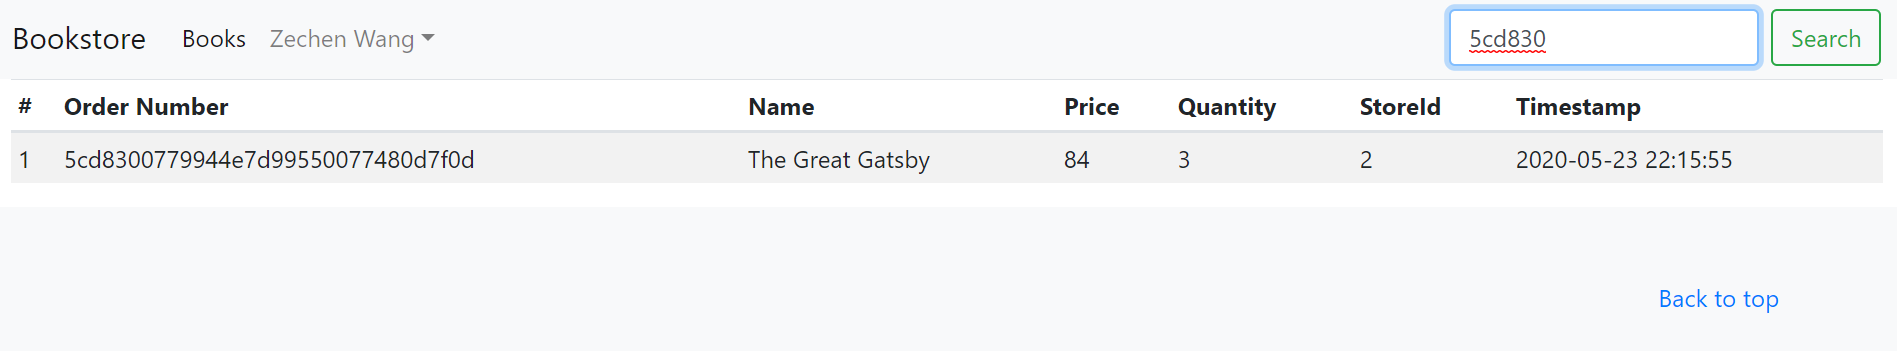 Bookstore Books Zechen Wang 5cd830 Search
# Order Number Name Price Quantity StoreId Timestamp
1 5cd8300779944e7d99550077480d7f0d The Great Gatsby 84 3 2 2020-05-23 22:15:55
Back to top